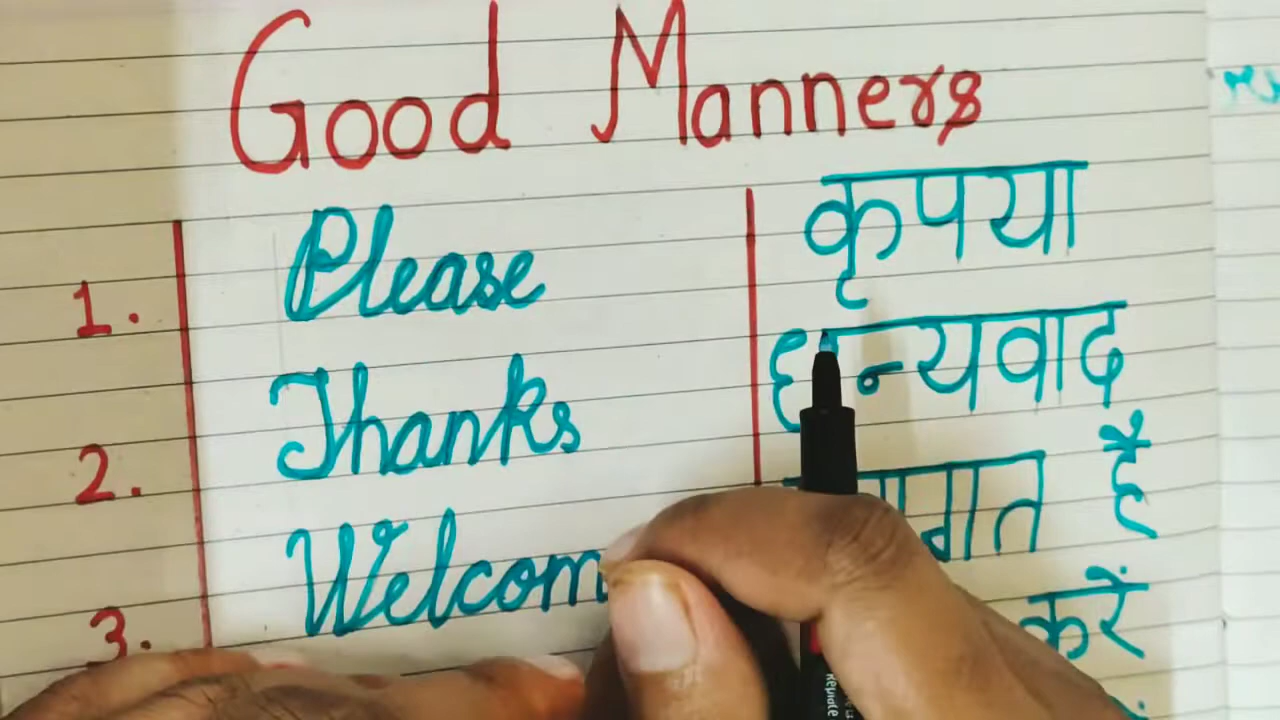 Good Manners
1. Please कृपया
2. Thanks धन्यवाद
3. Welcom है
करें